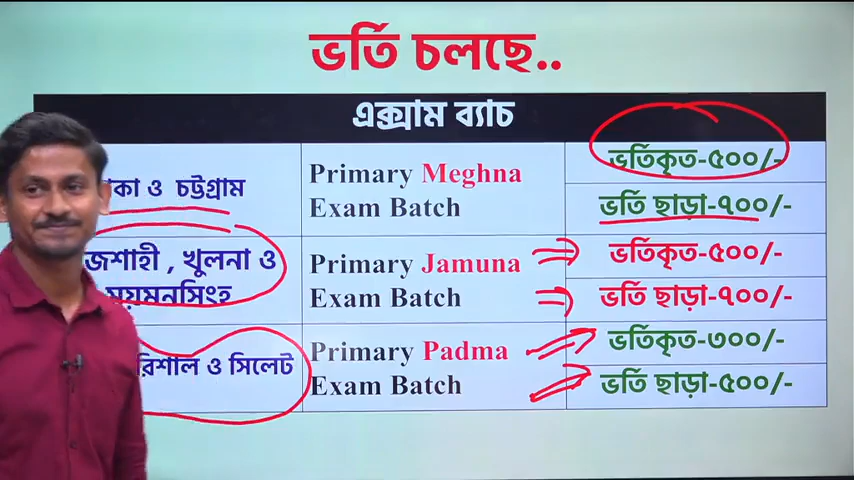 ভর্তি চলছে..
এক্সাম ব্যাচ
ও চট্টগ্রাম
Primary Meghna
Exam Batch
ভর্তিকৃত-৫০০/-
ভর্তি ছাড়া-৭০০/-
খুলনা ও
ময়মনসিংহ
Primary Jamuna
Exam Batch
ভর্তিকৃত-৫০০/-
ভর্তি ছাড়া-৭০০/-
ও সিলেট
Primary Padma
Exam Batch
ভর্তিকৃত-৩০০/-
ভর্তি ছাড়া-৫০০/-